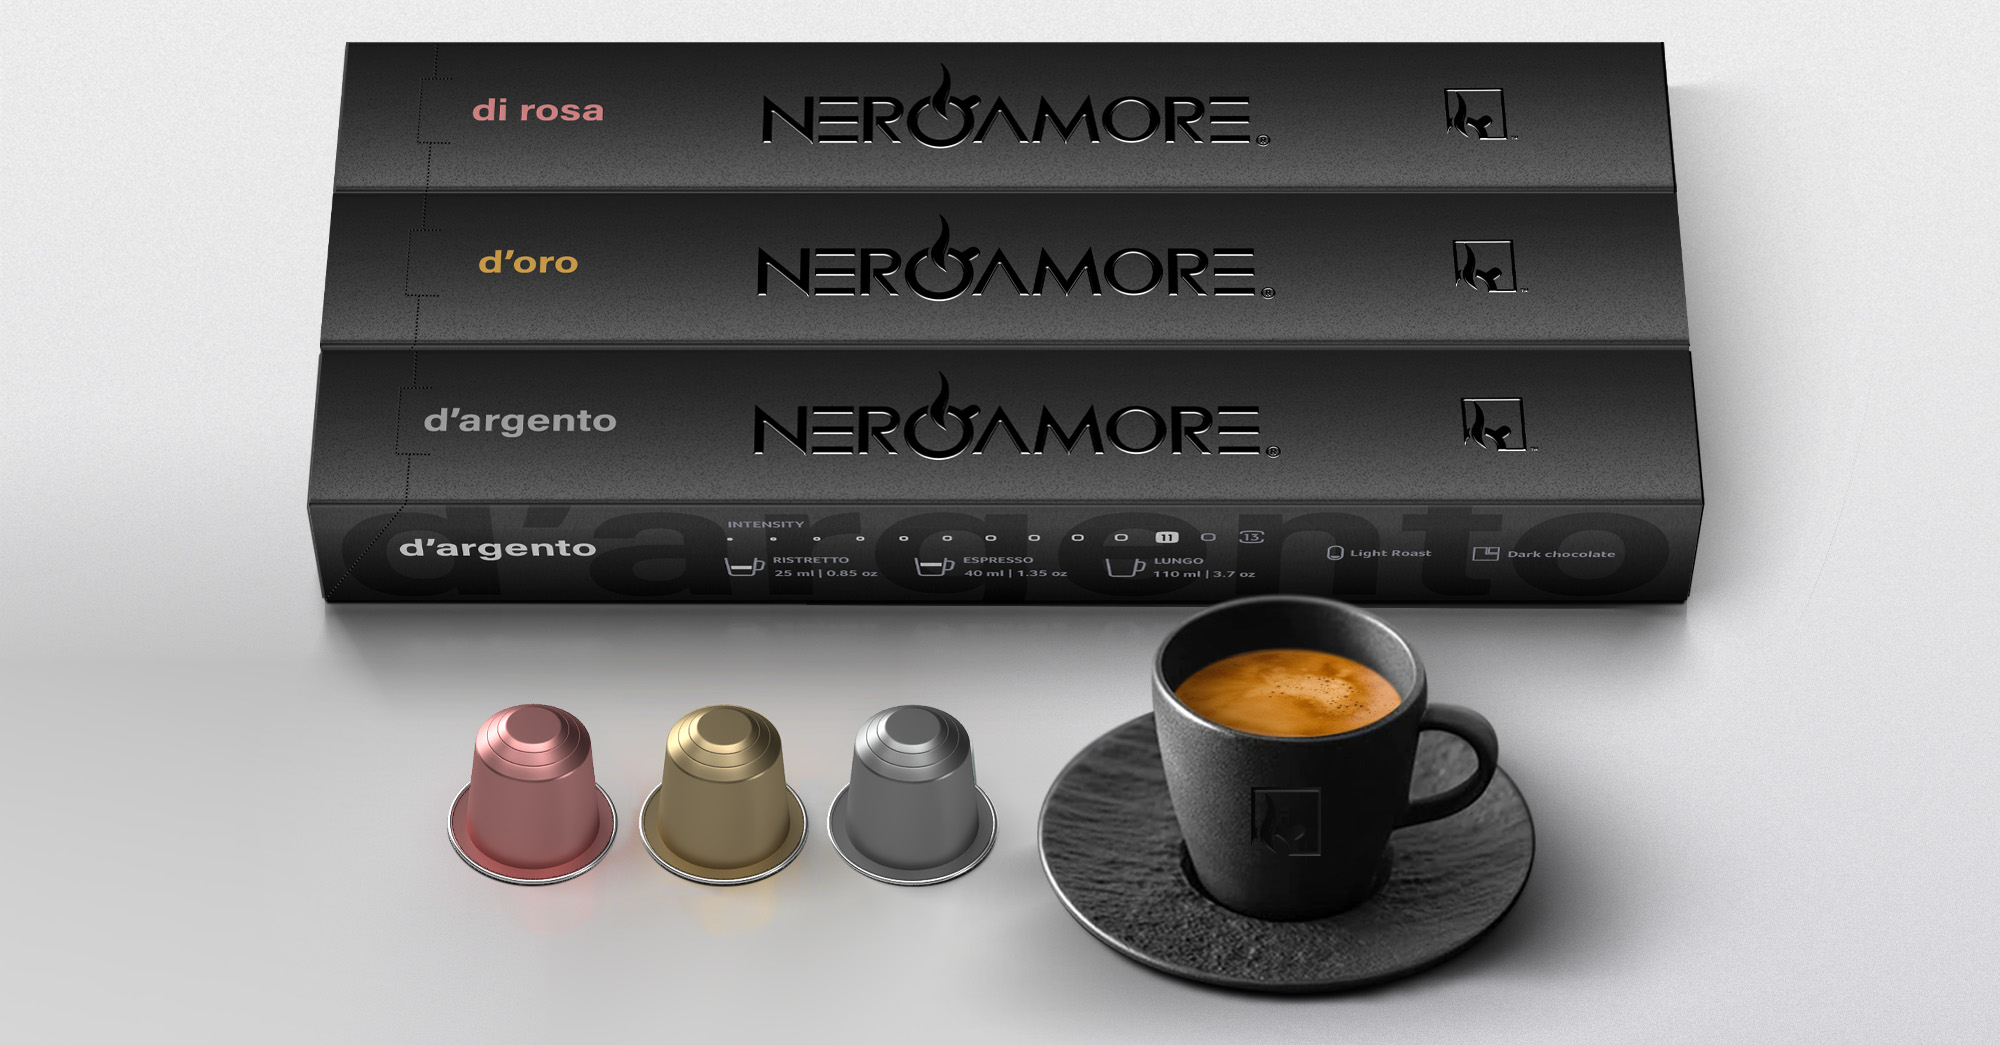 di rosa
NEROAMORE®
d’oro
NEROAMORE®
d’argento
NEROAMORE®
d’argento
d’argento
INTENSITY
11
13
RISTRETTO
25 ml | 0.85 oz
ESPRESSO
40 ml | 1.35 oz
LUNGO
110 ml | 3.7 oz
Light Roast
Dark chocolate